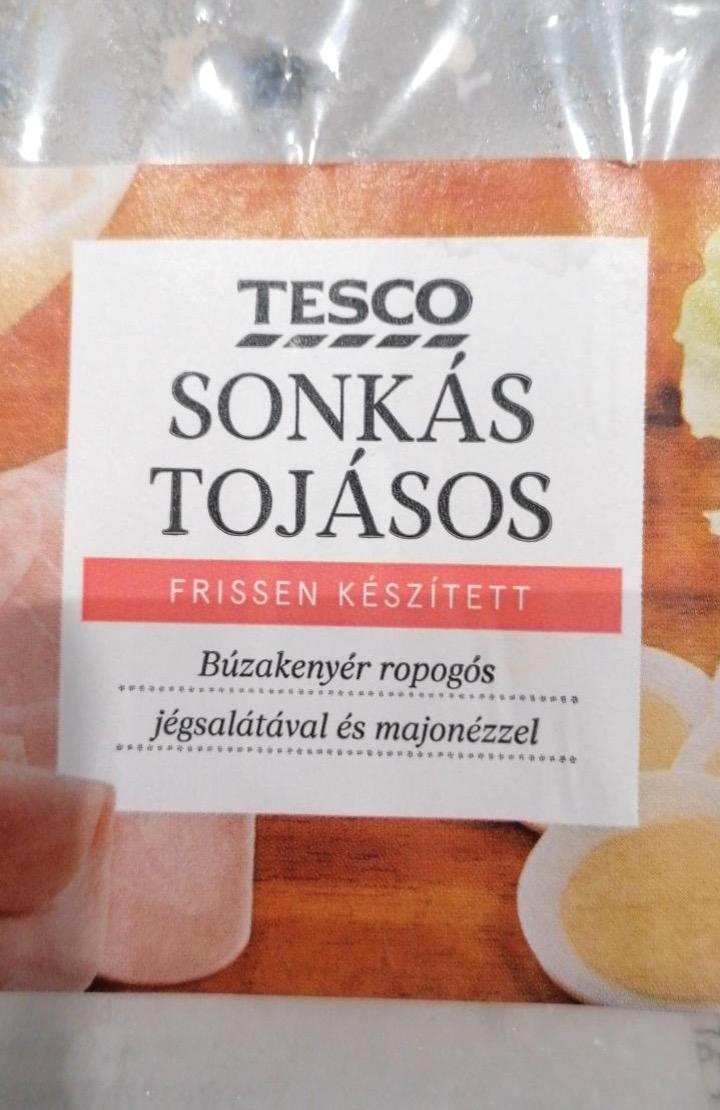 TESCO
SONKÁS
TOJÁSOS
FRISSEN KÉSZÍTETT
Búzakenyér ropogós
jégsalátával és majonézzel